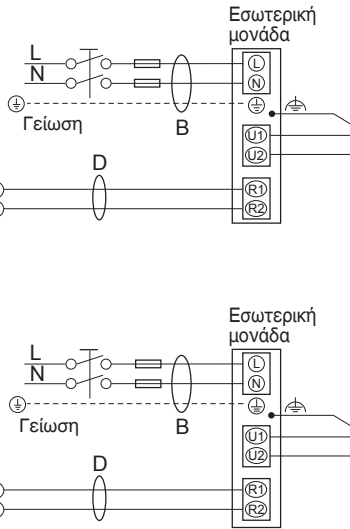 Εσωτερική
μονάδα
L
L
N
N
Γείωση
B
U1
U2
D
R1
R2
Εσωτερική
μονάδα
L
L
N
N
Γείωση
B
U1
U2
D
R1
R2